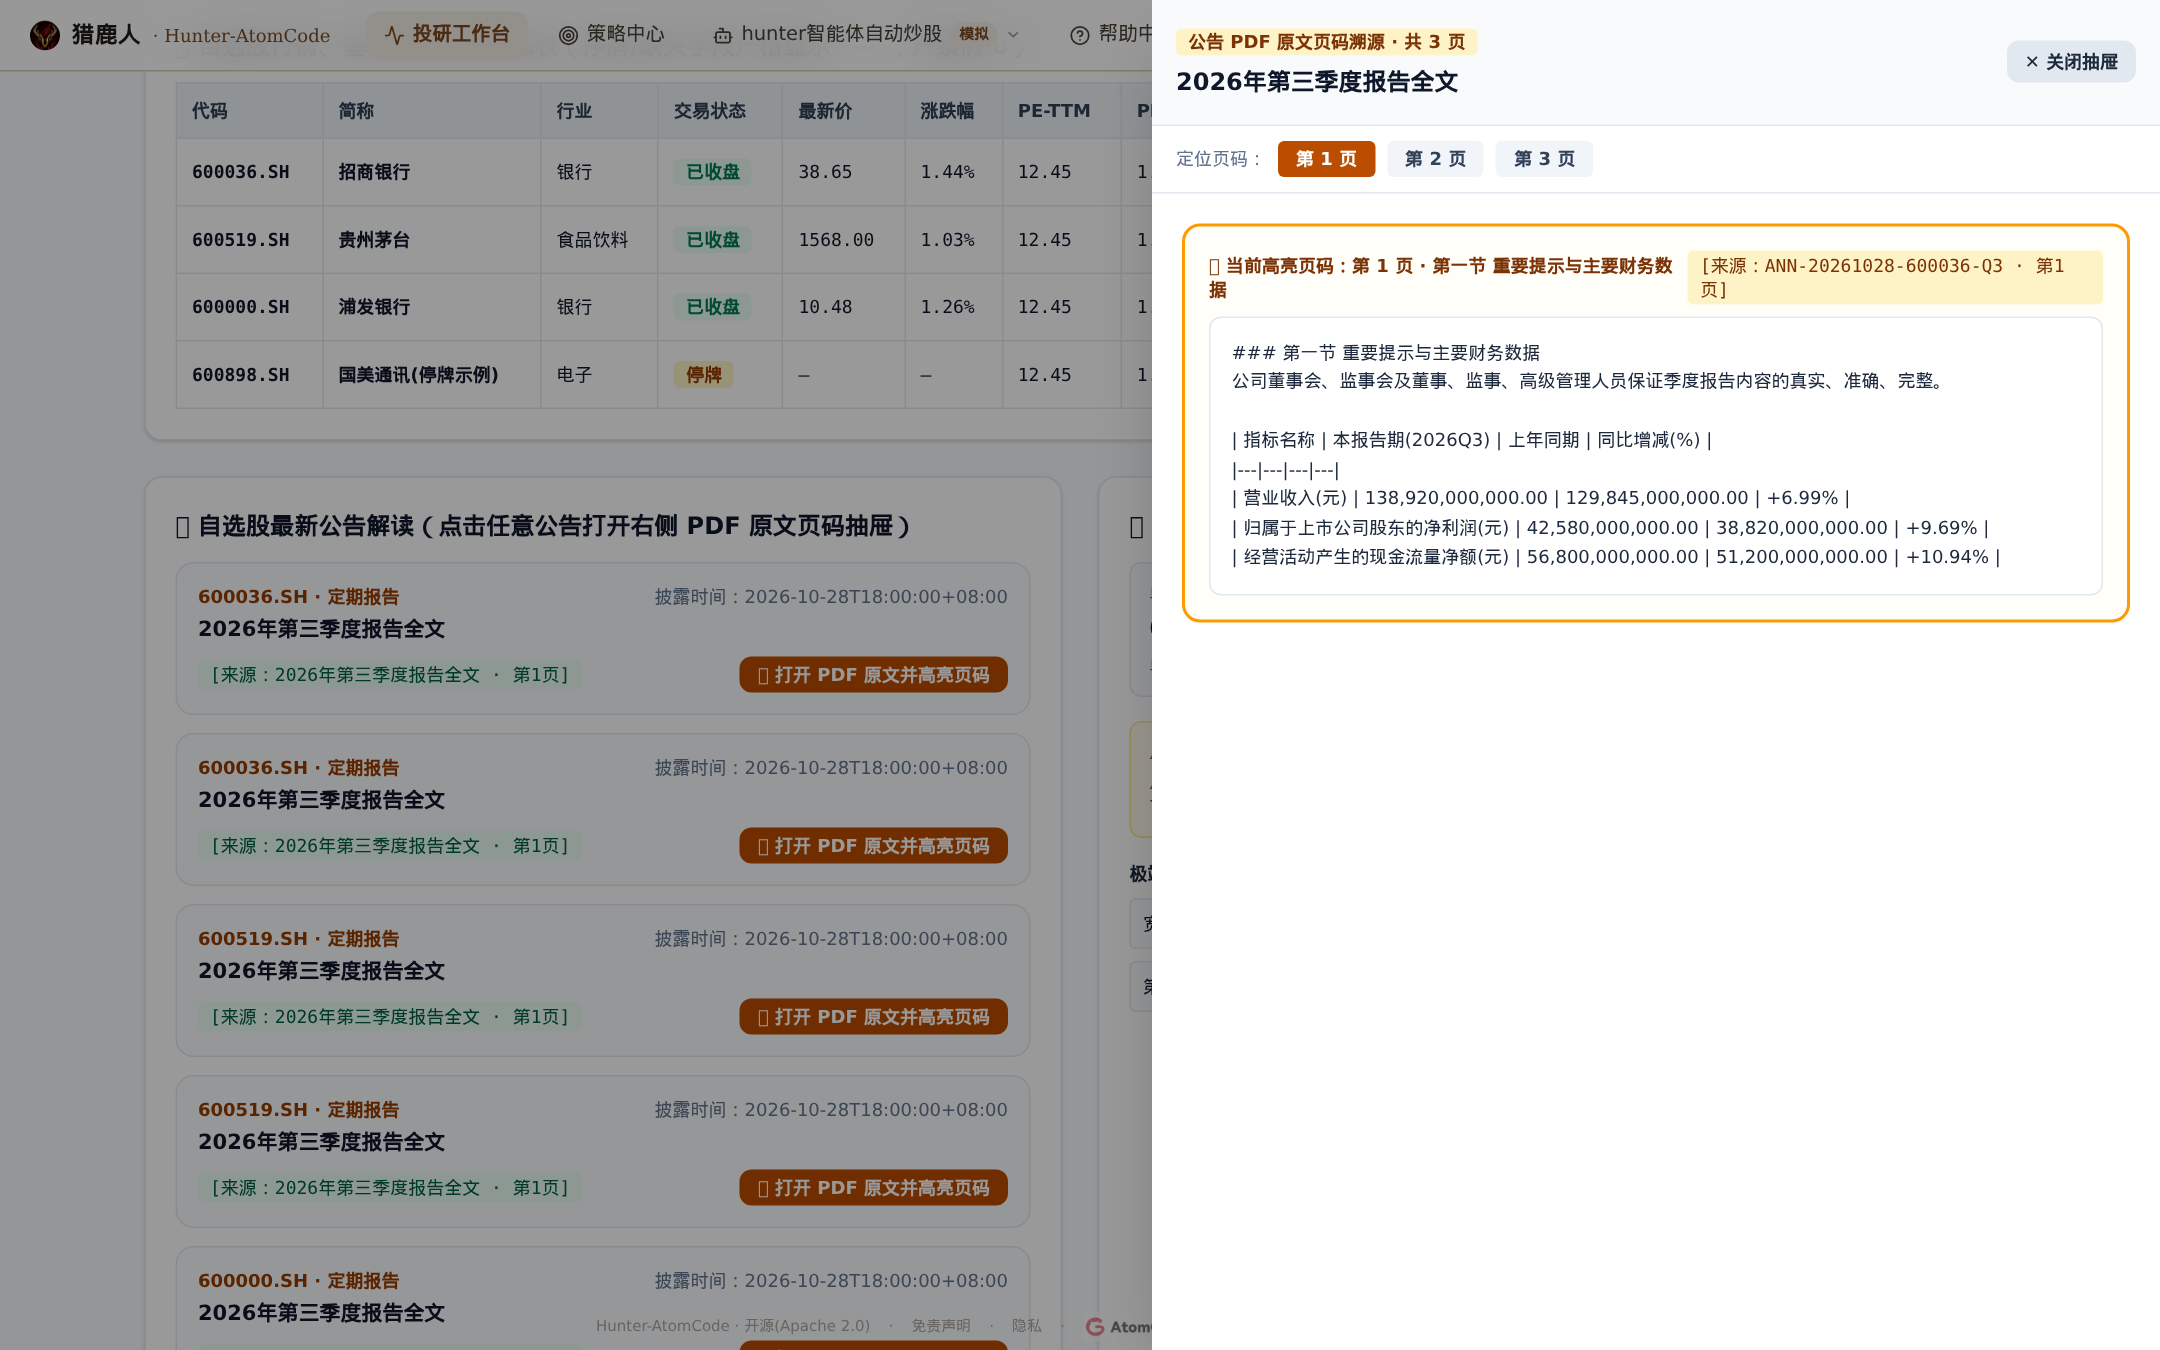 猎鹿人 · Hunter-AtomCode 投研工作台 策略中心 hunter智能体自动炒股 模拟 帮助中
代码 简称 行业 交易状态 最新价 涨跌幅 PE-TTM
600036.SH 招商银行 银行 已收盘 38.65 1.44% 12.45 1.
600519.SH 贵州茅台 食品饮料 已收盘 1568.00 1.03% 12.45 1.
600000.SH 浦发银行 银行 已收盘 10.48 1.26% 12.45 1.
600898.SH 国美通讯(停牌示例) 电子 停牌 — — 12.45 1.
自选股最新公告解读（点击任意公告打开右侧 PDF 原文页码抽屉）
600036.SH · 定期报告 披露时间：2026-10-28T18:00:00+08:00
2026年第三季度报告全文
[来源：2026年第三季度报告全文 · 第1页] 打开 PDF 原文并高亮页码
600036.SH · 定期报告 披露时间：2026-10-28T18:00:00+08:00
2026年第三季度报告全文
[来源：2026年第三季度报告全文 · 第1页] 打开 PDF 原文并高亮页码
600519.SH · 定期报告 披露时间：2026-10-28T18:00:00+08:00
2026年第三季度报告全文
[来源：2026年第三季度报告全文 · 第1页] 打开 PDF 原文并高亮页码
600519.SH · 定期报告 披露时间：2026-10-28T18:00:00+08:00
2026年第三季度报告全文
[来源：2026年第三季度报告全文 · 第1页] 打开 PDF 原文并高亮页码
600000.SH · 定期报告 披露时间：2026-10-28T18:00:00+08:00
2026年第三季度报告全文
Hunter-AtomCode · 开源(Apache 2.0) · 免责声明 · 隐私 ·
公告 PDF 原文页码溯源 · 共 3 页
2026年第三季度报告全文
× 关闭抽屉
定位页码： 第 1 页 第 2 页 第 3 页
当前高亮页码：第 1 页 · 第一节 重要提示与主要财务数
据
[来源：ANN-20261028-600036-Q3 · 第1
页]
### 第一节 重要提示与主要财务数据
公司董事会、监事会及董事、监事、高级管理人员保证季度报告内容的真实、准确、完整。
| 指标名称 | 本报告期(2026Q3) | 上年同期 | 同比增减(%) |
|---|---|---|---|
| 营业收入(元) | 138,920,000,000.00 | 129,845,000,000.00 | +6.99% |
| 归属于上市公司股东的净利润(元) | 42,580,000,000.00 | 38,820,000,000.00 | +9.69% |
| 经营活动产生的现金流量净额(元) | 56,800,000,000.00 | 51,200,000,000.00 | +10.94% |